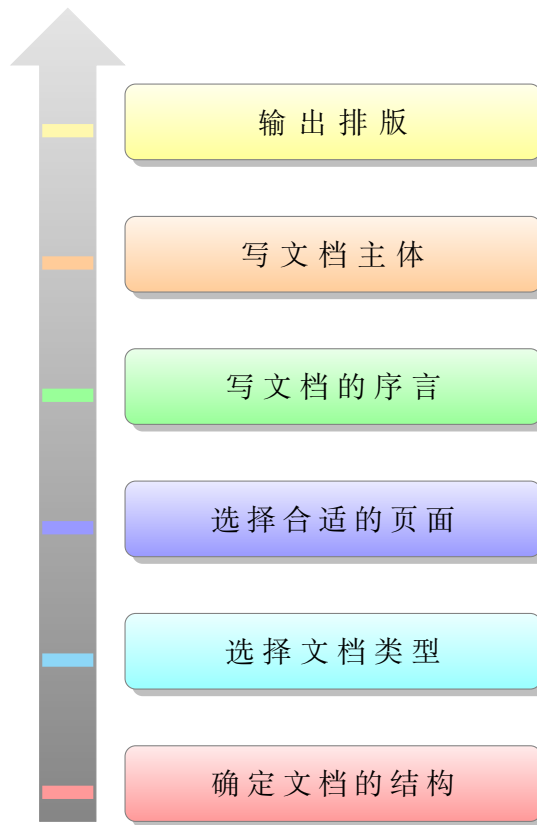 输出排版
写文档主体
写文档的序言
选择合适的页面
选择文档类型
确定文档的结构